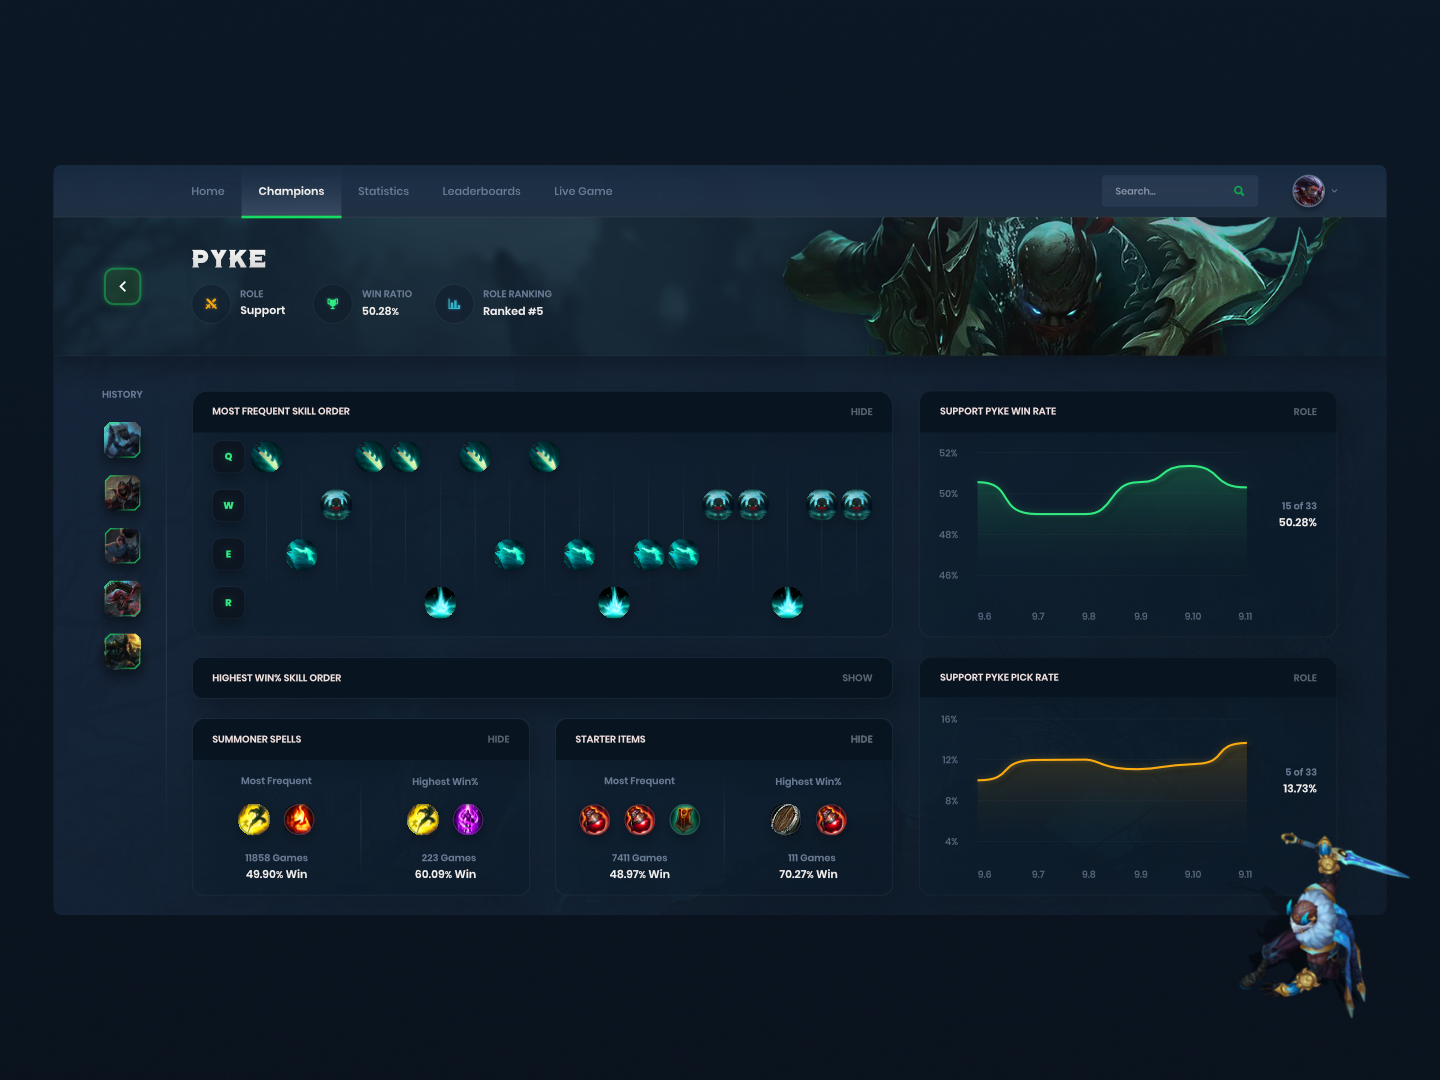 Home Champions Statistics Leaderboards Live Game Search...
PYKE
ROLE
Support
WIN RATIO
50.28%
ROLE RANKING
Ranked #5
HISTORY
MOST FREQUENT SKILL ORDER HIDE
Q
W
E
R
SUPPORT PYKE WIN RATE ROLE
52%
50%
48%
46%
15 of 33
50.28%
9.6 9.7 9.8 9.9 9.10 9.11
HIGHEST WIN% SKILL ORDER SHOW
SUMMONER SPELLS HIDE
Most Frequent
11858 Games
49.90% Win
Highest Win%
223 Games
60.09% Win
STARTER ITEMS HIDE
Most Frequent
7411 Games
48.97% Win
Highest Win%
111 Games
70.27% Win
SUPPORT PYKE PICK RATE ROLE
16%
12%
8%
4%
5 of 33
13.73%
9.6 9.7 9.8 9.9 9.10 9.11